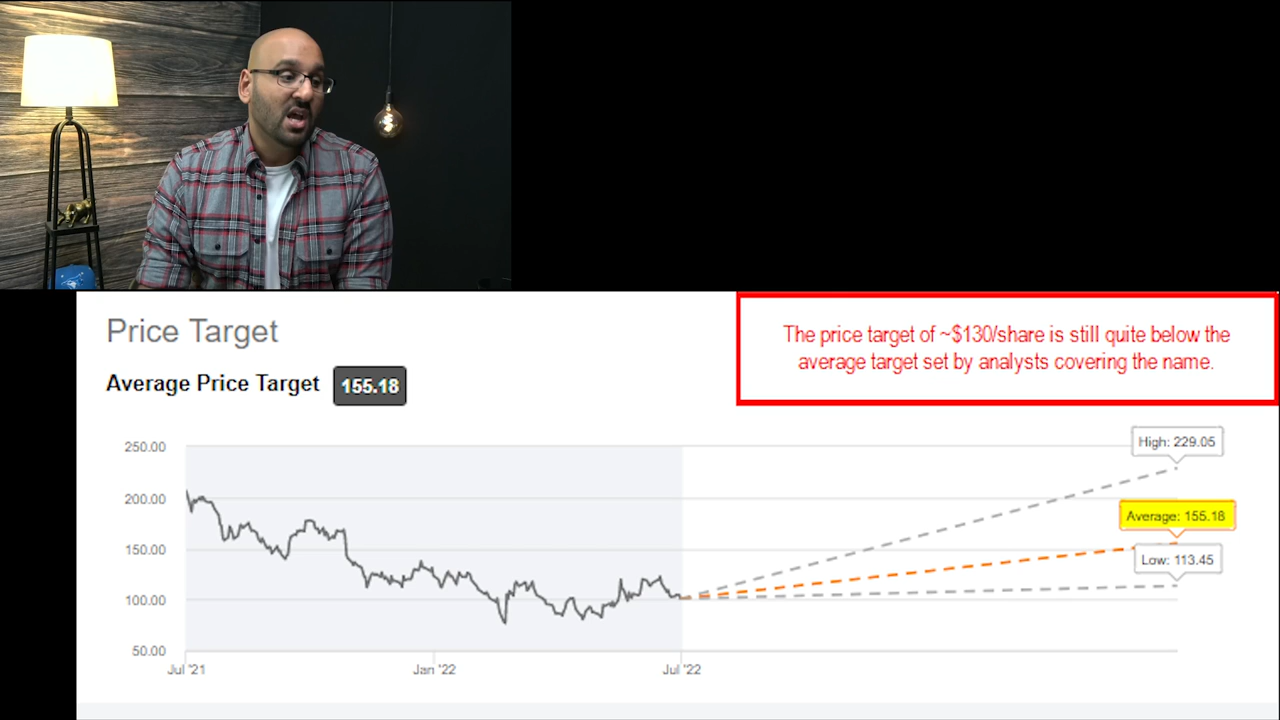 Price Target
Average Price Target 155.18
The price target of ~$130/share is still quite below the
average target set by analysts covering the name.
250.00
200.00
150.00
100.00
50.00
High: 229.05
Average: 155.18
Low: 113.45
Jul '21
Jan '22
Jul '22